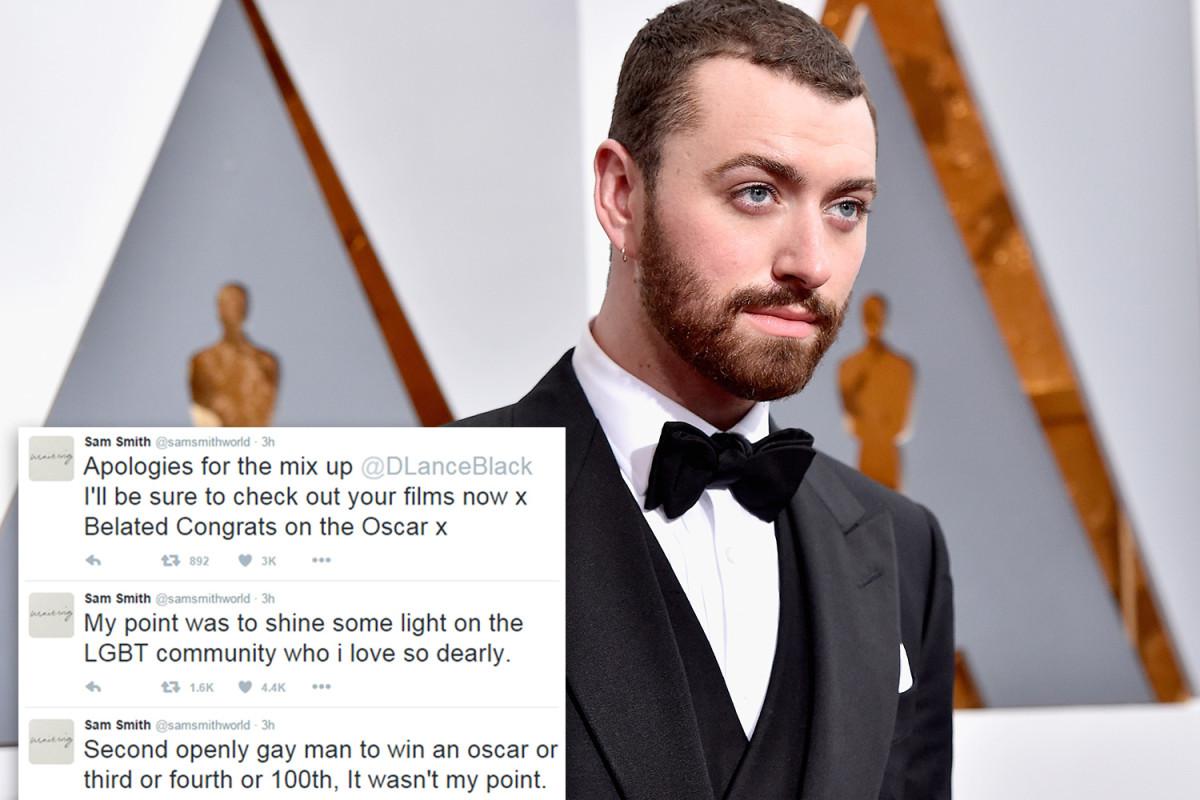 Sam Smith @samsmithworld · 3h
Apologies for the mix up @DLanceBlack
I'll be sure to check out your films now x
Belated Congrats on the Oscar x
892 3K
Sam Smith @samsmithworld · 3h
My point was to shine some light on the
LGBT community who i love so dearly.
1.6K 4.4K
Sam Smith @samsmithworld · 3h
Second openly gay man to win an oscar or
third or fourth or 100th, It wasn't my point.